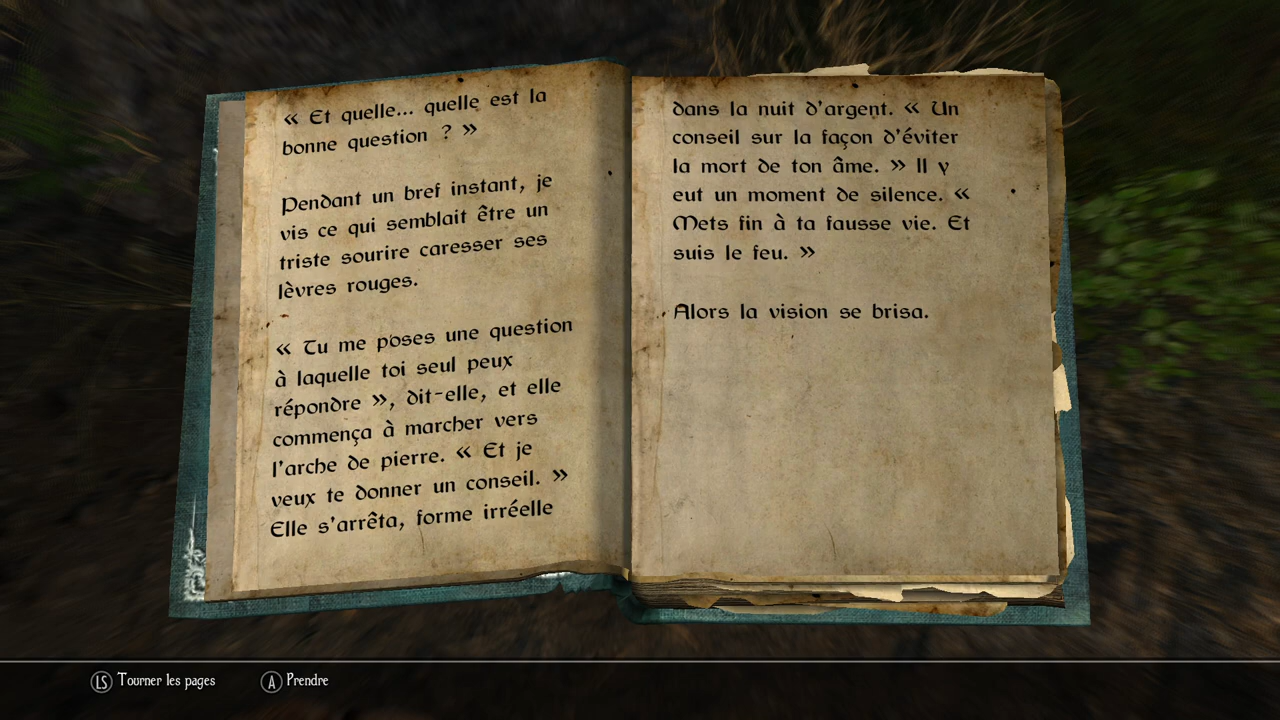 « Et quelle... quelle est la
bonne question ? »
Pendant un bref instant, je
vis ce qui semblait être un
triste sourire caresser ses
lèvres rouges.
« Tu me poses une question
à laquelle toi seul peux
répondre », dit-elle, et elle
commença à marcher vers
l'arche de pierre. « Et je
veux te donner un conseil. »
Elle s'arrêta, forme irréelle
dans la nuit d'argent. « Un
conseil sur la façon d'éviter
la mort de ton âme. » Il y
eut un moment de silence. «
Mets fin à ta fausse vie. Et
suis le feu. »
Alors la vision se brisa.
LS Tourner les pages
A Prendre